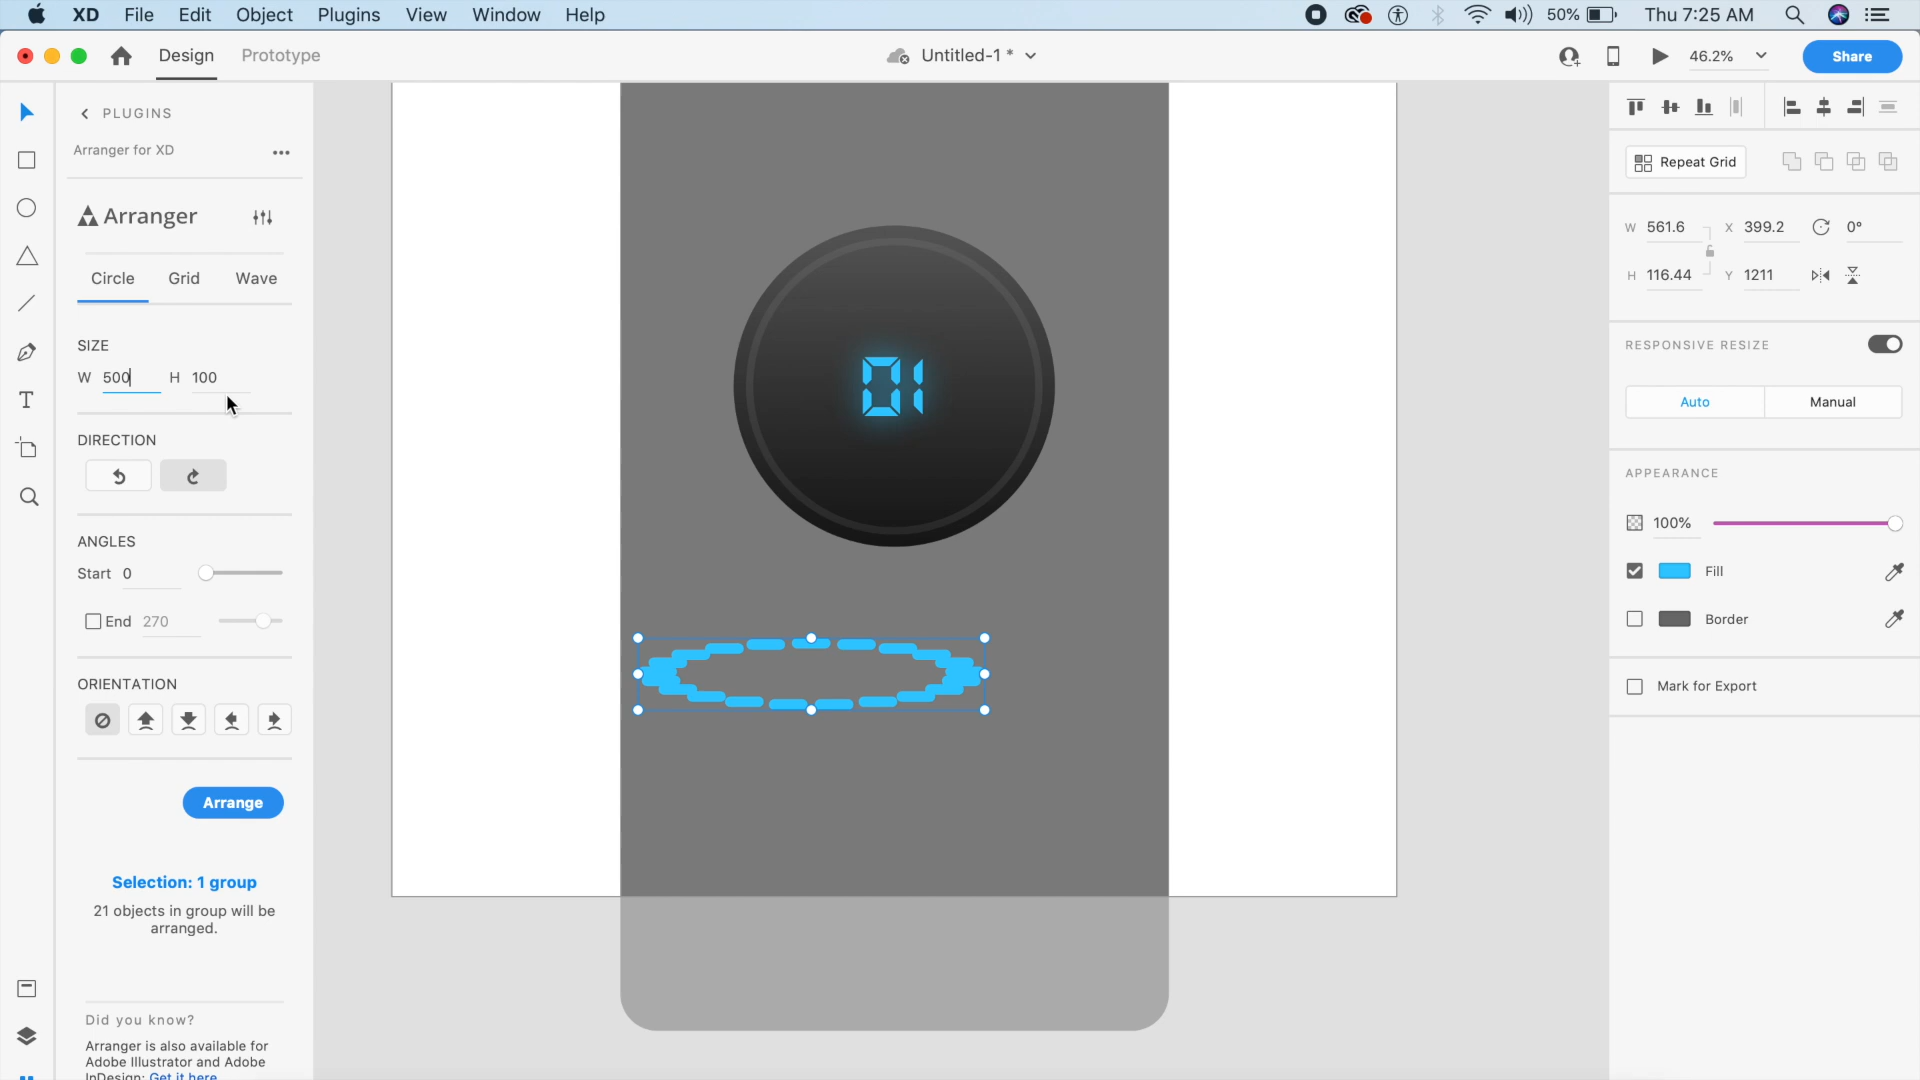 XD File Edit Object Plugins View Window Help 50% Thu 7:25 AM
Design Prototype Untitled-1 * 46.2% Share
PLUGINS
Arranger for XD
Arranger
Circle Grid Wave
SIZE
W 500 H 100
DIRECTION
ANGLES
Start 0
End 270
ORIENTATION
Arrange
Selection: 1 group
21 objects in group will be
arranged.
Did you know?
Arranger is also available for
Adobe Illustrator and Adobe
InDesign: Get it here
01
Repeat Grid
W 561.6 X 399.2 0°
H 116.44 Y 1211
RESPONSIVE RESIZE
Auto Manual
APPEARANCE
100%
Fill
Border
Mark for Export